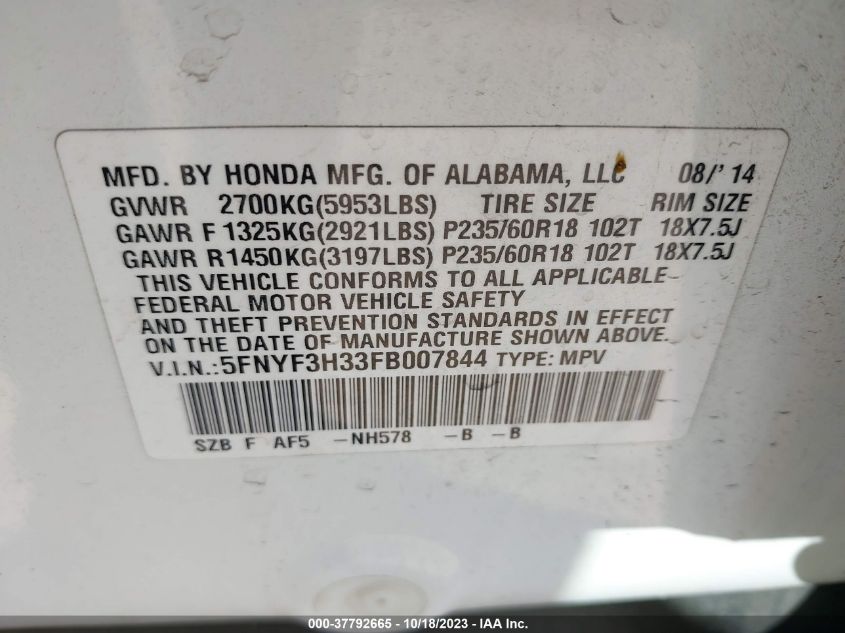 MFD. BY HONDA MFG. OF ALABAMA, LLC 08/' 14
GVWR 2700KG(5953LBS) TIRE SIZE RIM SIZE
GAWR F 1325KG(2921LBS) P235/60R18 102T 18X7.5J
GAWR R1450KG(3197LBS) P235/60R18 102T 18X7.5J
THIS VEHICLE CONFORMS TO ALL APPLICABLE
FEDERAL MOTOR VEHICLE SAFETY
AND THEFT PREVENTION STANDARDS IN EFFECT
ON THE DATE OF MANUFACTURE SHOWN ABOVE.
V.I.N.:5FNYF3H33FB007844 TYPE: MPV
SZB F AF5 -NH578 -B -B
000-37792665 - 10/18/2023 - IAA Inc.